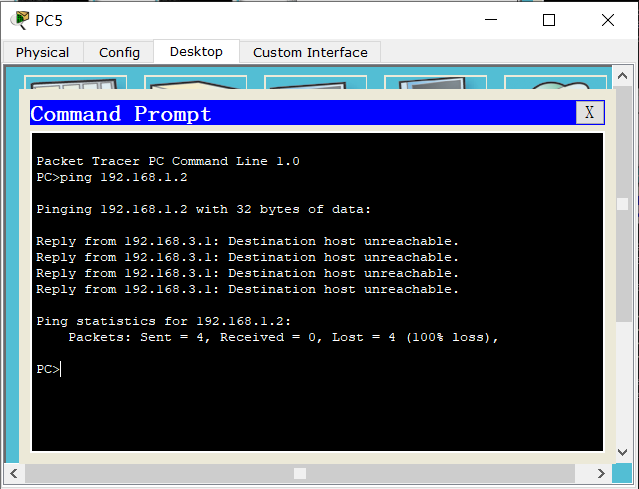 PC5
Physical Config Desktop Custom Interface
Command Prompt X
Packet Tracer PC Command Line 1.0
PC>ping 192.168.1.2
Pinging 192.168.1.2 with 32 bytes of data:
Reply from 192.168.3.1: Destination host unreachable.
Reply from 192.168.3.1: Destination host unreachable.
Reply from 192.168.3.1: Destination host unreachable.
Reply from 192.168.3.1: Destination host unreachable.
Ping statistics for 192.168.1.2:
Packets: Sent = 4, Received = 0, Lost = 4 (100% loss),
PC>